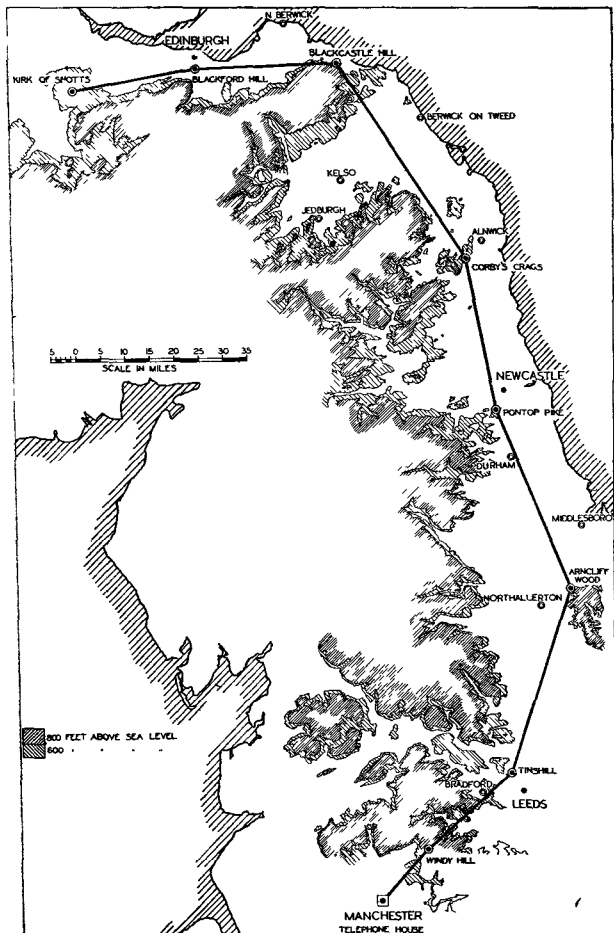 N. BERWICK
EDINBURGH
BLACKCASTLE HILL
KIRK OF SHOTTS
BLACKFORD HILL
BERWICK ON TWEED
KELSO
JEDBURGH
ALNWICK
CORBY'S CRAGS
5 0 5 10 15 20 25 30 35
SCALE IN MILES
NEWCASTLE
PONTOP PIKE
DURHAM
MIDDLESBORO
ARNCLIFF
WOOD
NORTHALLERTON
800 FEET ABOVE SEA LEVEL
600 " " " "
TINSHILL
BRADFORD
LEEDS
WINDY HILL
MANCHESTER
TELEPHONE HOUSE